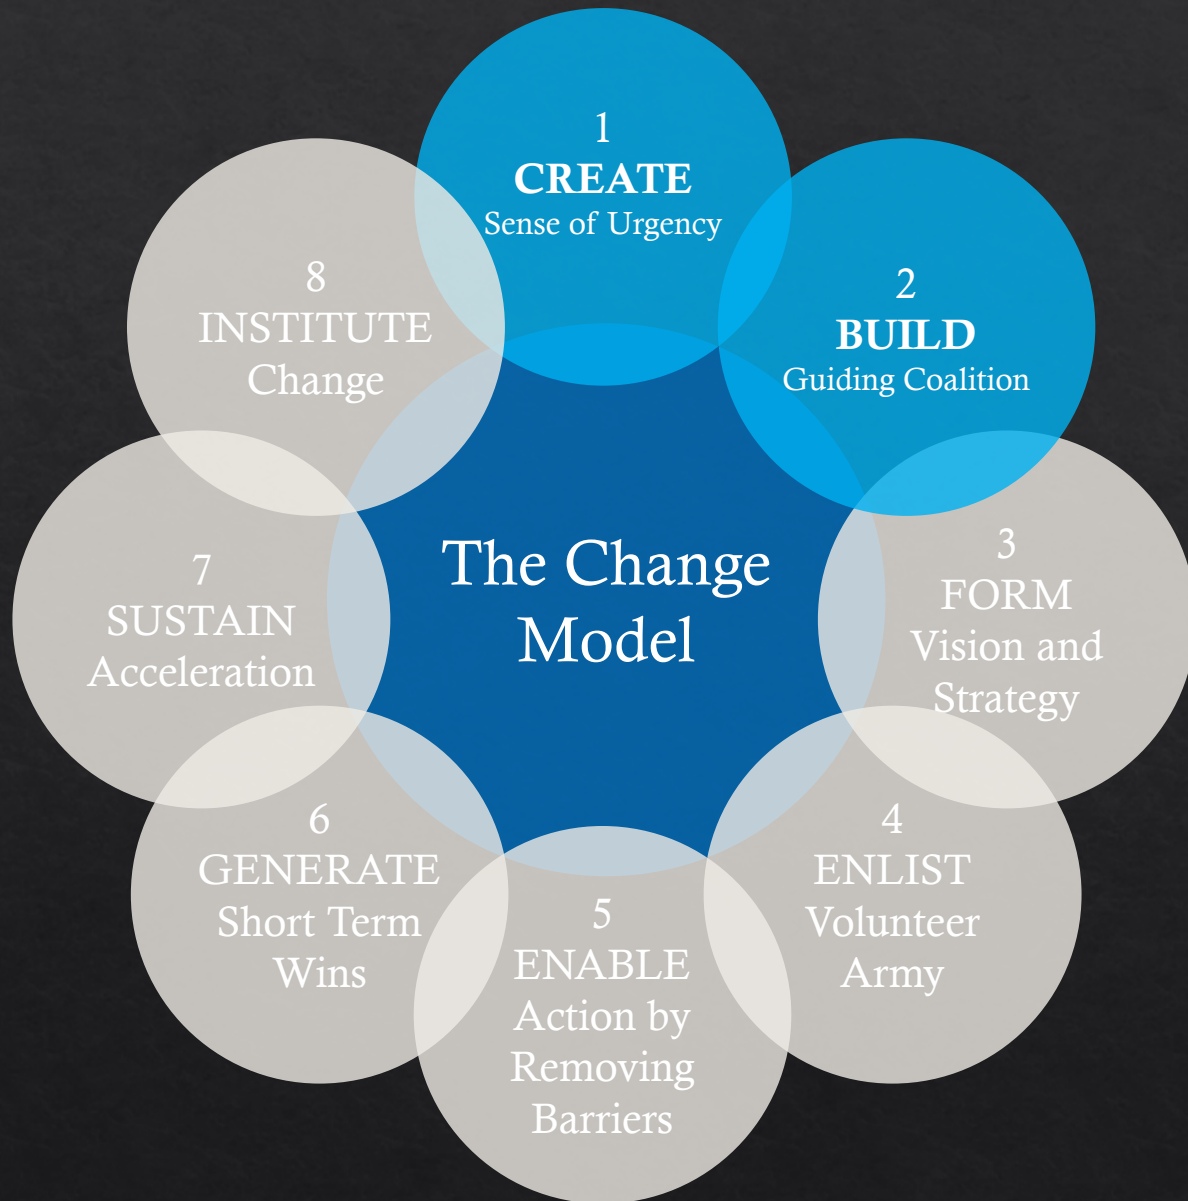 The Change
Model
1
CREATE
Sense of Urgency
2
BUILD
Guiding Coalition
3
FORM
Vision and
Strategy
4
ENLIST
Volunteer
Army
5
ENABLE
Action by
Removing
Barriers
6
GENERATE
Short Term
Wins
7
SUSTAIN
Acceleration
8
INSTITUTE
Change